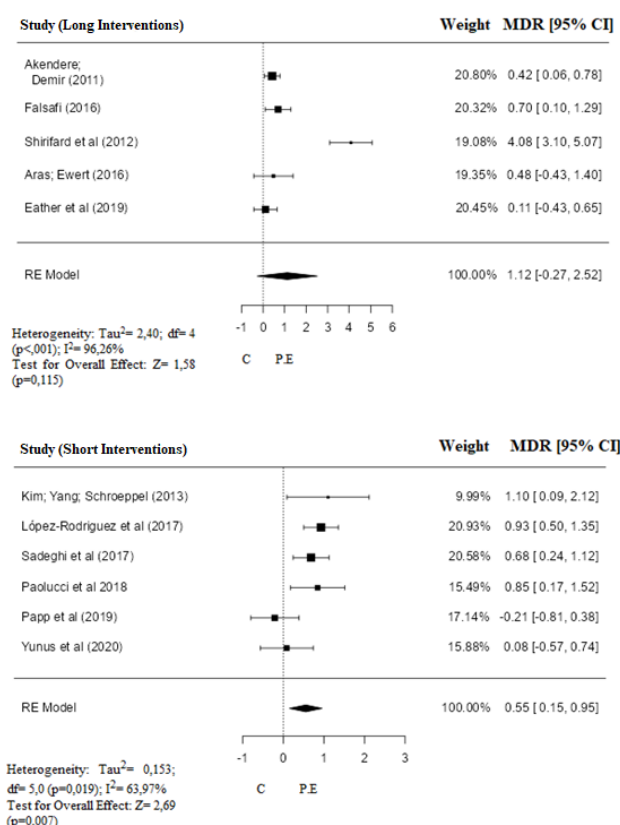 Study (Long Interventions) Weight MDR [95% CI]
Akendere;
Demir (2011) 20.80% 0.42 [0.06, 0.78]
Falsafi (2016) 20.32% 0.70 [0.10, 1.29]
Shirifard et al (2012) 19.08% 4.08 [3.10, 5.07]
Aras; Ewert (2016) 19.35% 0.48 [-0.43, 1.40]
Eather et al (2019) 20.45% 0.11 [-0.43, 0.65]
RE Model 100.00% 1.12 [-0.27, 2.52]
-1 0 1 2 3 4 5 6
Heterogeneity: Tau²= 2,40; df= 4
(p<,001); I²= 96,26%
Test for Overall Effect: Z= 1,58
(p=0,115)
C P.E
Study (Short Interventions) Weight MDR [95% CI]
Kim; Yang; Schroeppel (2013) 9.99% 1.10 [0.09, 2.12]
López-Rodriguez et al (2017) 20.93% 0.93 [0.50, 1.35]
Sadeghi et al (2017) 20.58% 0.68 [0.24, 1.12]
Paolucci et al 2018 15.49% 0.85 [0.17, 1.52]
Papp et al (2019) 17.14% -0.21 [-0.81, 0.38]
Yunus et al (2020) 15.88% 0.08 [-0.57, 0.74]
RE Model 100.00% 0.55 [0.15, 0.95]
-1 0 1 2 3
Heterogeneity: Tau²= 0,153;
df= 5,0 (p=0,019); I²= 63,97%
Test for Overall Effect: Z= 2,69
(p=0,007)
C P.E